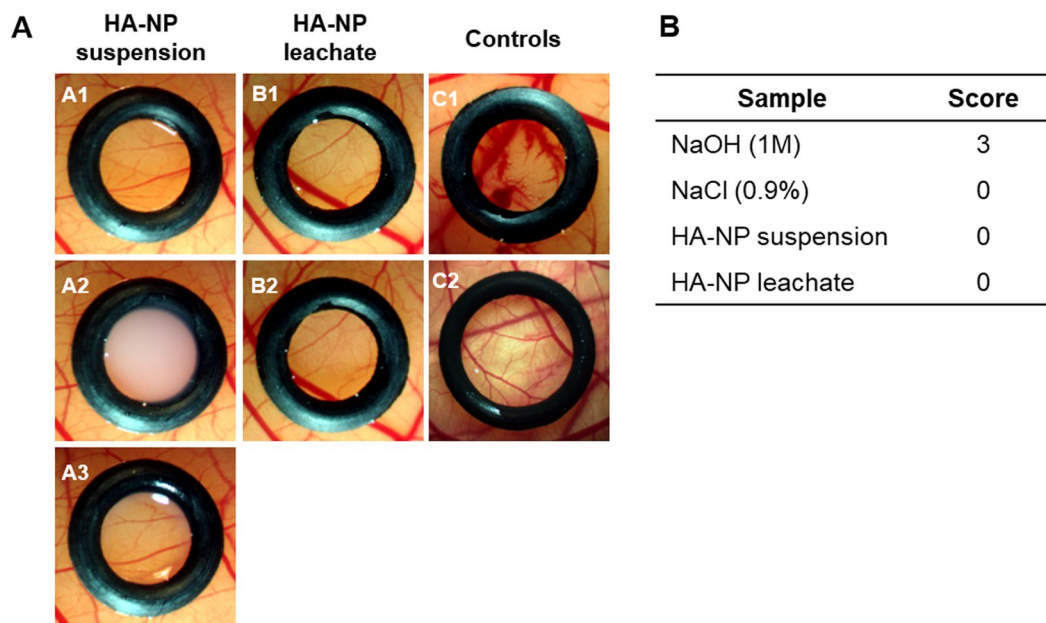 A
HA-NP
suspension
HA-NP
leachate
Controls
A1
B1
C1
A2
B2
C2
A3
B
Sample Score
NaOH (1M) 3
NaCl (0.9%) 0
HA-NP suspension 0
HA-NP leachate 0